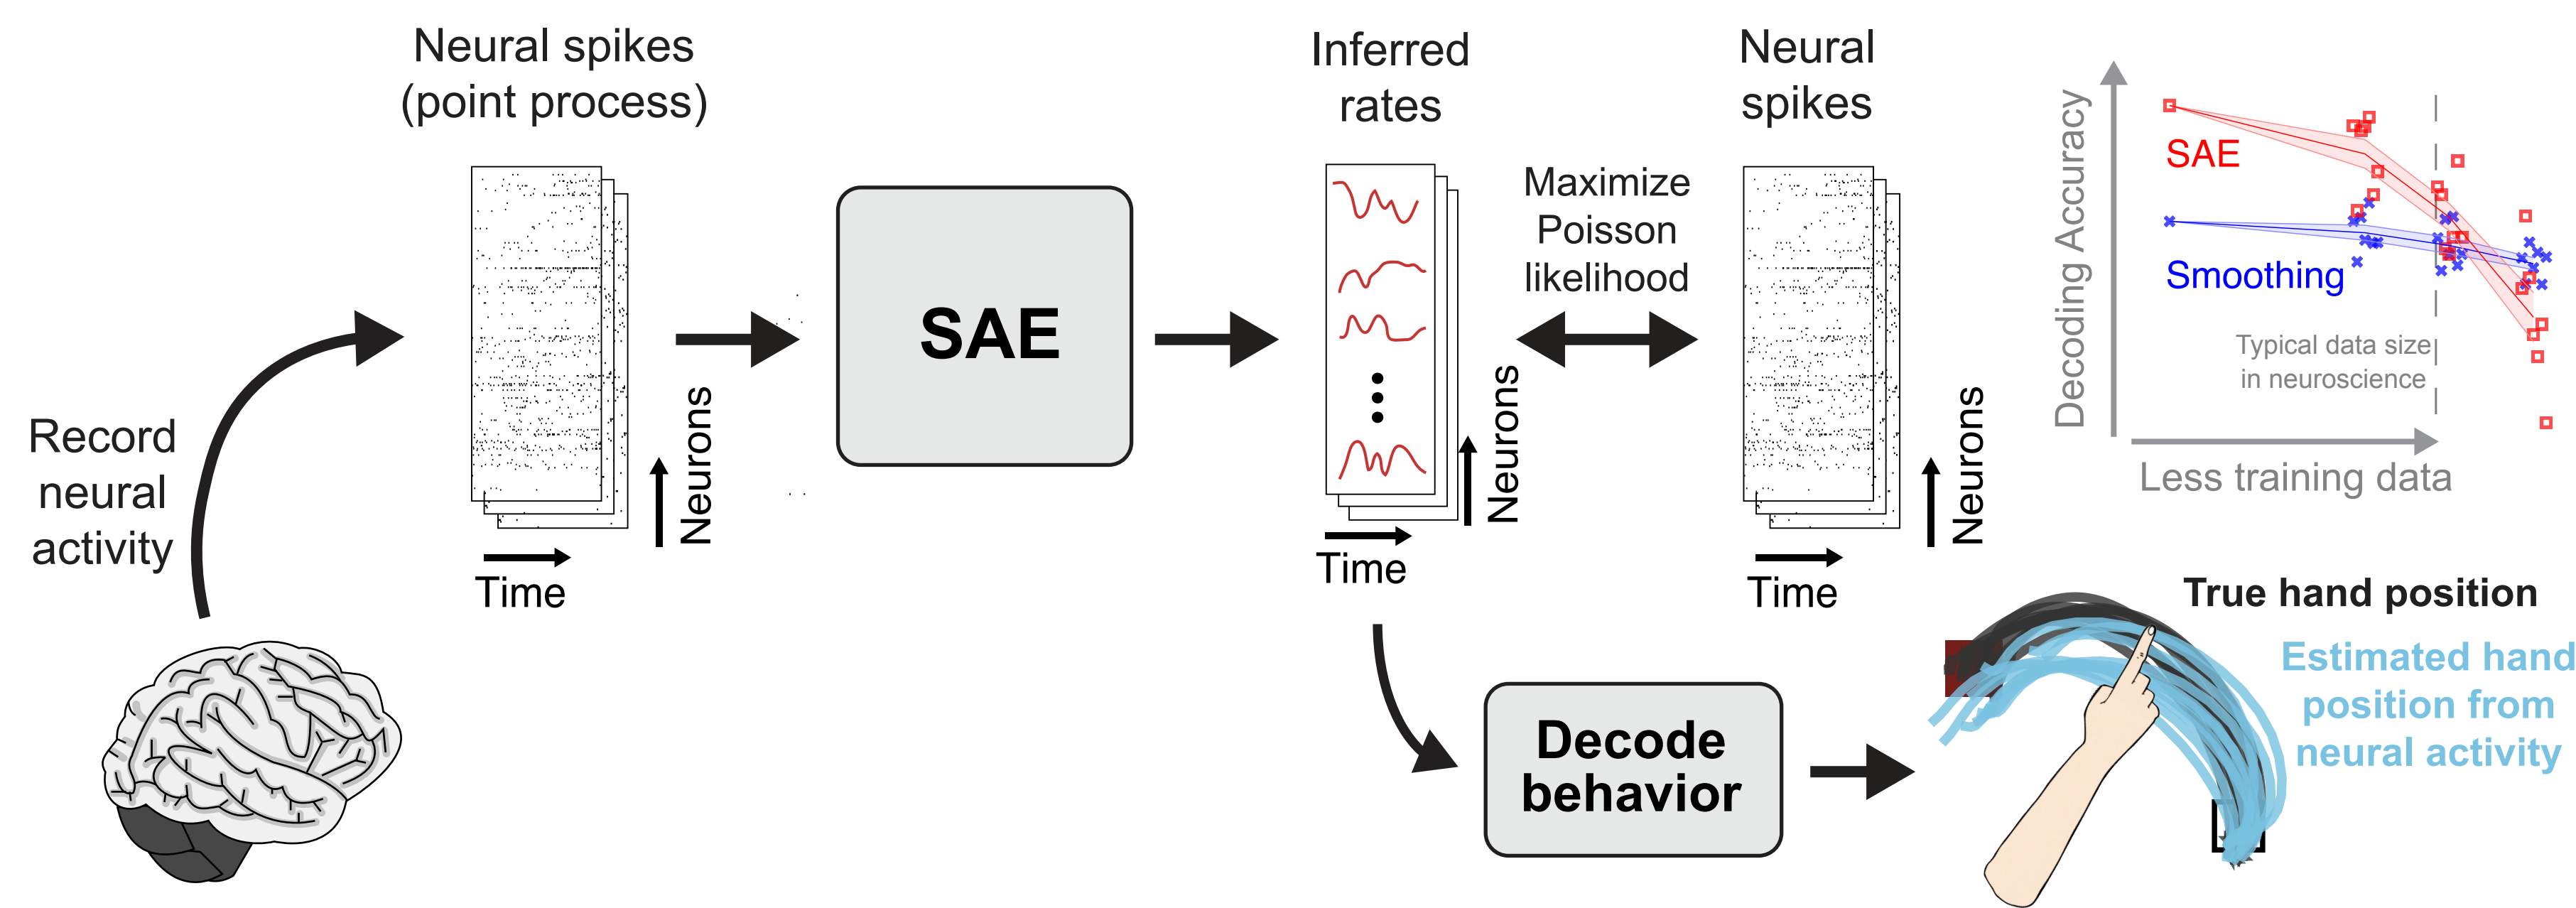 Neural spikes
(point process)
Record
neural
activity
Neurons
Time
SAE
Inferred
rates
Neurons
Time
Maximize
Poisson
likelihood
Neural
spikes
Neurons
Time
Decoding Accuracy
SAE
Smoothing
Typical data size
in neuroscience
Less training data
Decode
behavior
True hand position
Estimated hand
position from
neural activity